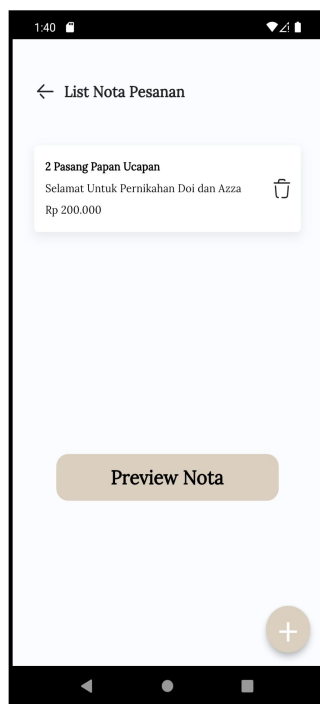 1:40
List Nota Pesanan
2 Pasang Papan Ucapan
Selamat Untuk Pernikahan Doi dan Azza
Rp 200.000
Preview Nota